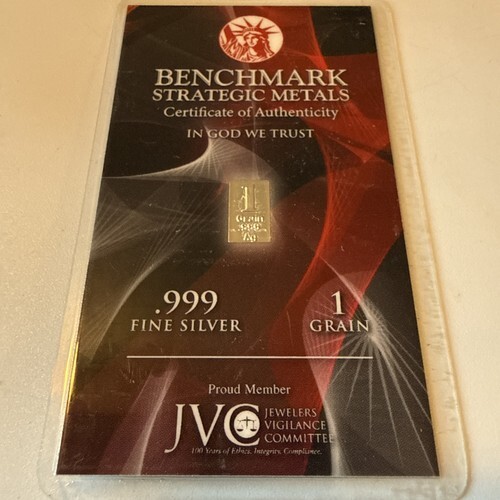 BENCHMARK
STRATEGIC METALS
Certificate of Authenticity
IN GOD WE TRUST
1
Grain
.999
Ag
.999
FINE SILVER
1
GRAIN
Proud Member
JVC
JEWELERS
VIGILANCE
COMMITTEE
100 Years of Ethics. Integrity. Compliance.